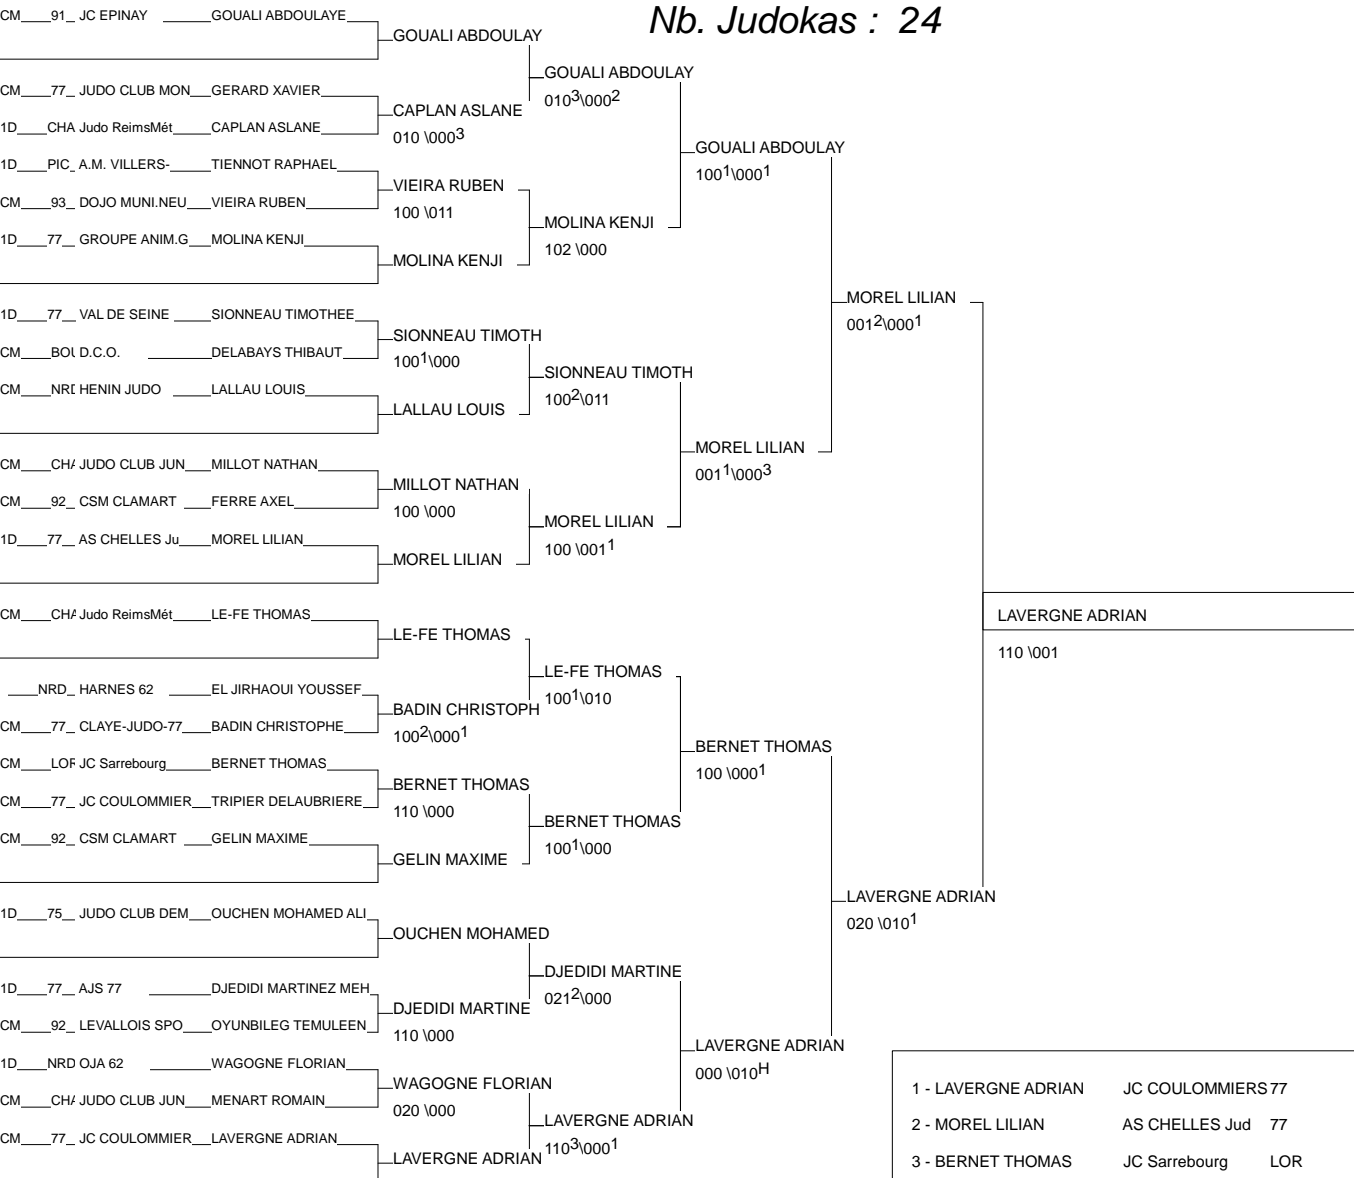 Nb. Judokas : 24
CM 91 JC EPINAY GOUALI ABDOULAYE
GOUALI ABDOULAY
GOUALI ABDOULAY
010³\000²
CM 77 JUDO CLUB MON GERARD XAVIER
CAPLAN ASLANE
010 \000³
1D CHA Judo ReimsMét CAPLAN ASLANE
GOUALI ABDOULAY
100¹\000¹
1D PIC A.M. VILLERS- TIENNOT RAPHAEL
VIEIRA RUBEN
100 \011
CM 93 DOJO MUNI.NEU VIEIRA RUBEN
MOLINA KENJI
102 \000
1D 77 GROUPE ANIM.G MOLINA KENJI
MOLINA KENJI
MOREL LILIAN
001²\000¹
1D 77 VAL DE SEINE SIONNEAU TIMOTHEE
SIONNEAU TIMOTH
100¹\000
CM BOU D.C.O. DELABAYS THIBAUT
SIONNEAU TIMOTH
100²\011
CM NRD HENIN JUDO LALLAU LOUIS
LALLAU LOUIS
MOREL LILIAN
001¹\000³
CM CHA JUDO CLUB JUN MILLOT NATHAN
MILLOT NATHAN
100 \000
CM 92 CSM CLAMART FERRE AXEL
MOREL LILIAN
100 \001¹
1D 77 AS CHELLES Ju MOREL LILIAN
MOREL LILIAN
LAVERGNE ADRIAN
110 \001
CM CHA Judo ReimsMét LE-FE THOMAS
LE-FE THOMAS
LE-FE THOMAS
100¹\010
NRD HARNES 62 EL JIRHAOUI YOUSSEF
BADIN CHRISTOPH
100²\000¹
CM 77 CLAYE-JUDO-77 BADIN CHRISTOPHE
BERNET THOMAS
100 \000¹
CM LOR JC Sarrebourg BERNET THOMAS
BERNET THOMAS
110 \000
CM 77 JC COULOMMIER TRIPIER DELAUBRIERE
BERNET THOMAS
100¹\000
CM 92 CSM CLAMART GELIN MAXIME
GELIN MAXIME
LAVERGNE ADRIAN
020 \010¹
1D 75 JUDO CLUB DEM OUCHEN MOHAMED ALI
OUCHEN MOHAMED
DJEDIDI MARTINE
021²\000
1D 77 AJS 77 DJEDIDI MARTINEZ MEH
DJEDIDI MARTINE
110 \000
CM 92 LEVALLOIS SPO OYUNBILEG TEMULEEN
LAVERGNE ADRIAN
000 \010ᴴ
1D NRD OJA 62 WAGOGNE FLORIAN
WAGOGNE FLORIAN
020 \000
CM CHA JUDO CLUB JUN MENART ROMAIN
LAVERGNE ADRIAN
110³\000¹
CM 77 JC COULOMMIER LAVERGNE ADRIAN
LAVERGNE ADRIAN
1 - LAVERGNE ADRIAN JC COULOMMIERS 77
2 - MOREL LILIAN AS CHELLES Jud 77
3 - BERNET THOMAS JC Sarrebourg LOR